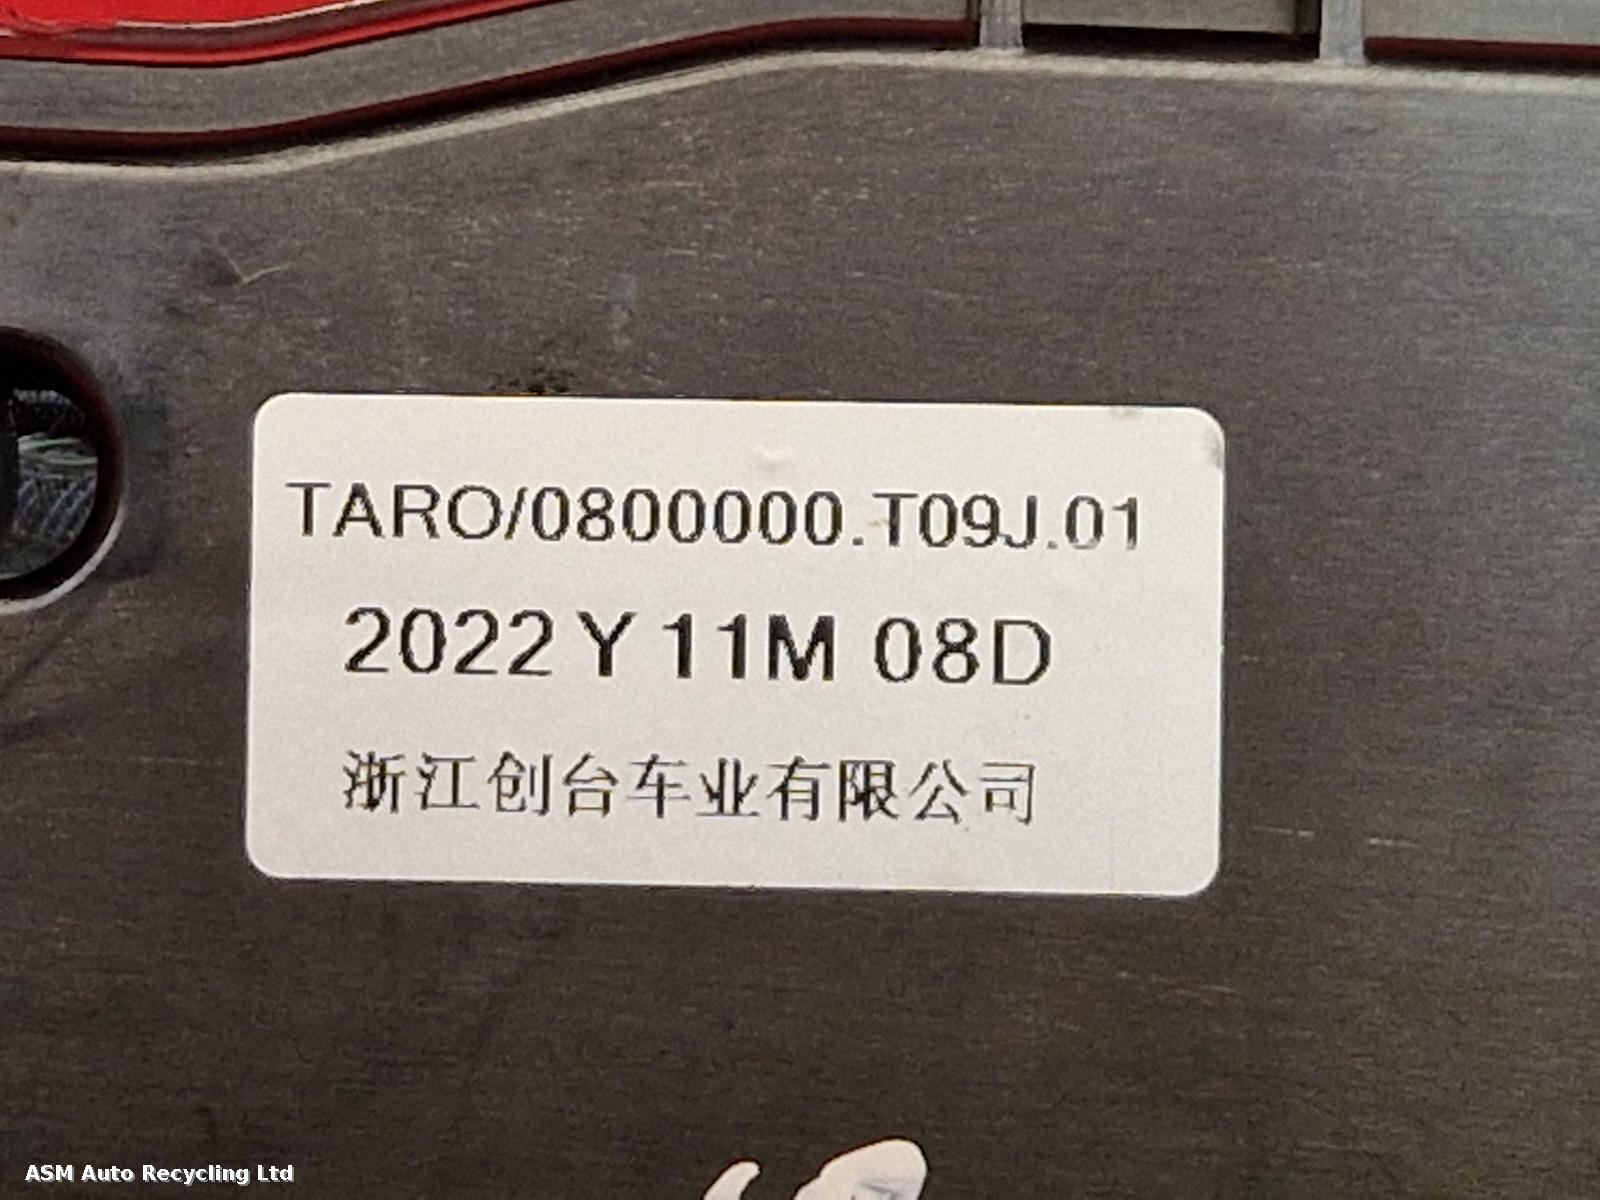 TARO/0800000.T09J.01
2022 Y 11M 08D
浙江创台车业有限公司
ASM Auto Recycling Ltd